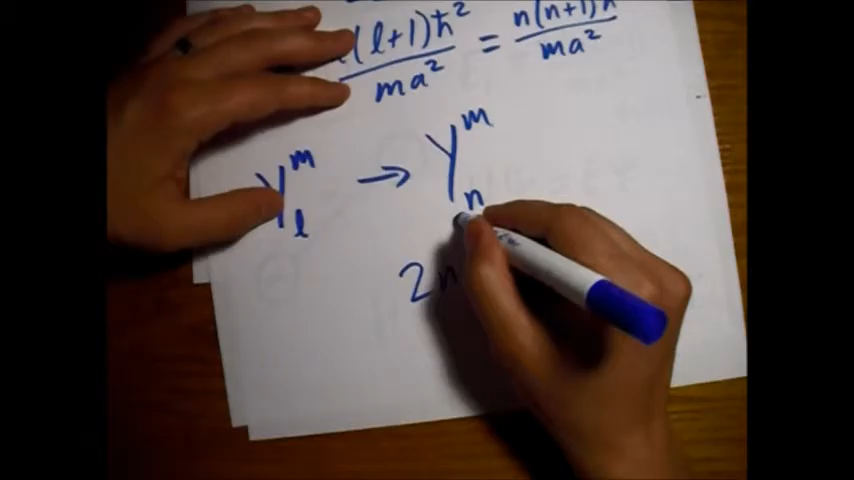 (l+1)ħ² / ma² = n(n+1)ħ / ma²
Y_l^m → Y_n^m
2n